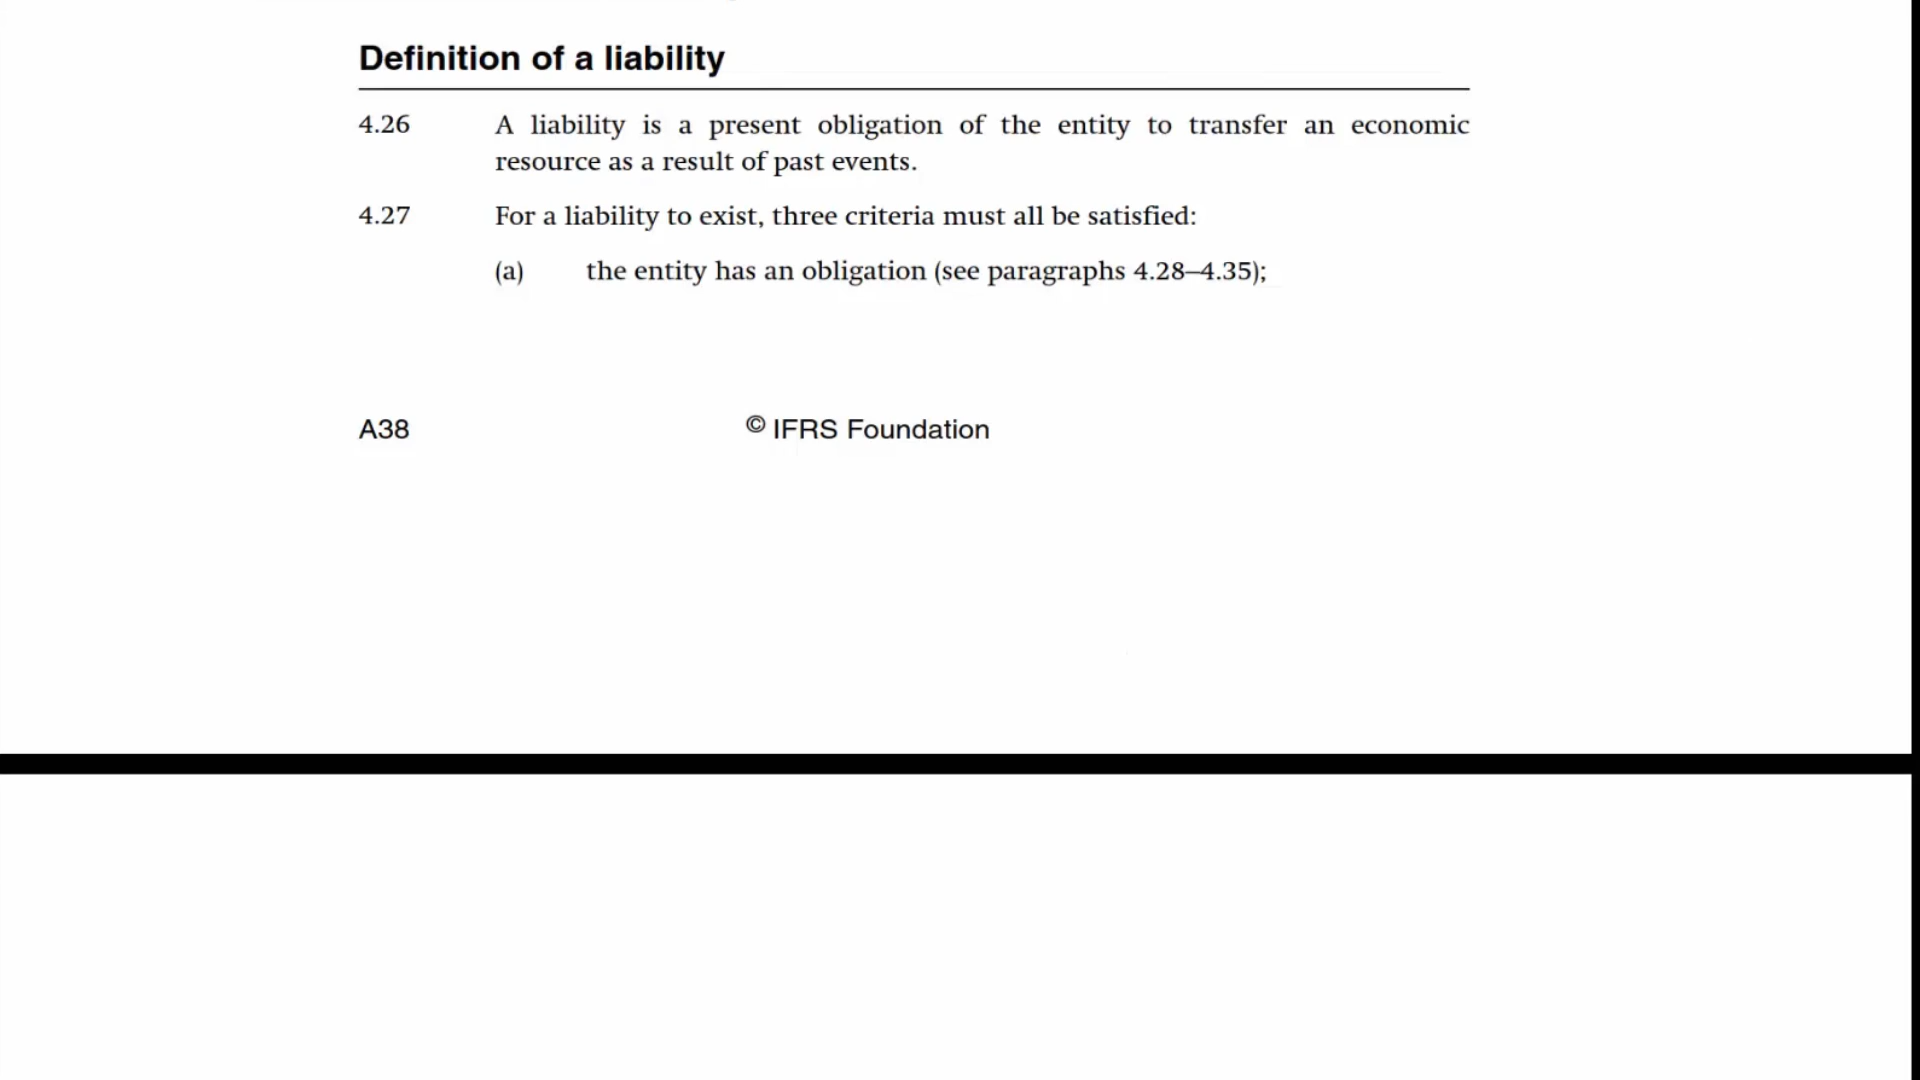 Definition of a liability
4.26 A liability is a present obligation of the entity to transfer an economic
resource as a result of past events.
4.27 For a liability to exist, three criteria must all be satisfied:
(a) the entity has an obligation (see paragraphs 4.28–4.35);
A38 © IFRS Foundation